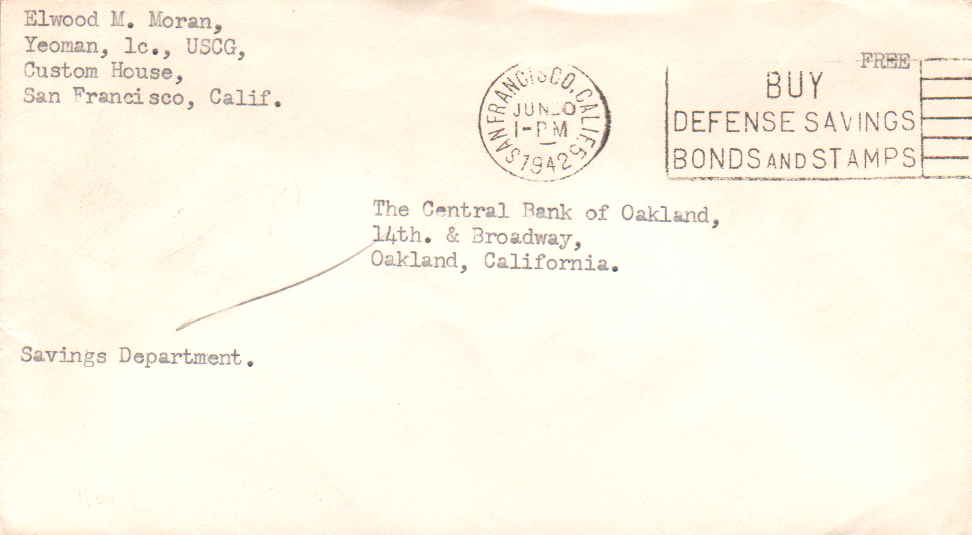 Elwood M. Moran,
Yeoman, 1c., USCG,
Custom House,
San Francisco, Calif.
FREE
SAN FRANCISCO, CALIF.
JUN 0
1-PM
1942
BUY
DEFENSE SAVINGS
BONDS AND STAMPS
The Central Bank of Oakland,
14th. & Broadway,
Oakland, California.
Savings Department.